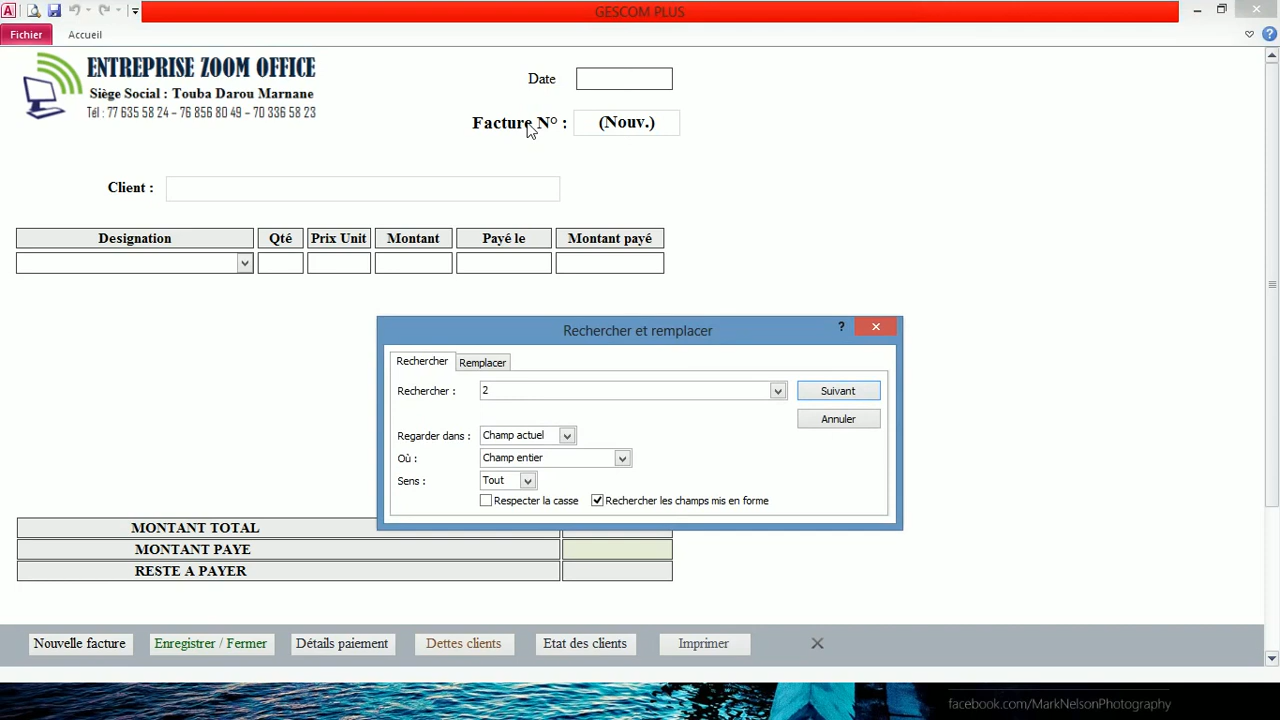 GESCOM PLUS
Fichier
Accueil
ENTREPRISE ZOOM OFFICE
Siège Social : Touba Darou Marnane
Tél : 77 635 58 24 – 76 856 80 49 - 70 336 58 23
Date
Facture N° :
(Nouv.)
Client :
Designation
Qté
Prix Unit
Montant
Payé le
Montant payé
Rechercher et remplacer
?
Rechercher
Remplacer
Rechercher :
2
Suivant
Annuler
Regarder dans :
Champ actuel
Où :
Champ entier
Sens :
Tout
Respecter la casse
Rechercher les champs mis en forme
MONTANT TOTAL
MONTANT PAYE
RESTE A PAYER
Nouvelle facture
Enregistrer / Fermer
Détails paiement
Dettes clients
Etat des clients
Imprimer
facebook.com/MarkNelsonPhotography